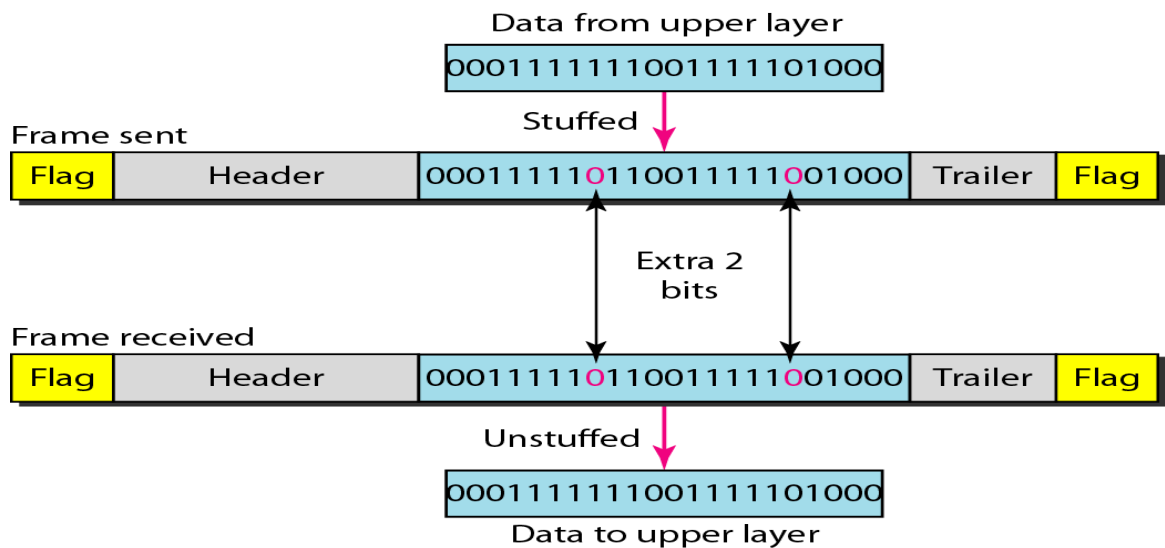 Data from upper layer
0001111111001111101000
Stuffed
Frame sent
Flag Header 000111110110011111001000 Trailer Flag
Extra 2
bits
Frame received
Flag Header 000111110110011111001000 Trailer Flag
Unstuffed
0001111111001111101000
Data to upper layer